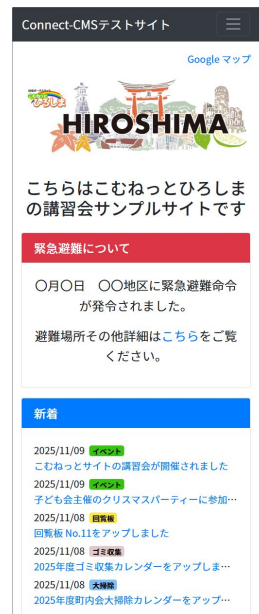 Connect-CMSテストサイト
Google マップ
こむねっと
ひろしま
HIROSHIMA
こちらはこむねっとひろしま
の講習会サンプルサイトです
緊急避難について
〇月〇日　〇〇地区に緊急避難命令
が発令されました。
避難場所その他詳細はこちらをご覧
ください。
新着
2025/11/09 イベント
こむねっとサイトの講習会が開催されました
2025/11/09 イベント
子ども会主催のクリスマスパーティーに参加…
2025/11/08 回覧板
回覧板 No.11をアップしました
2025/11/08 ゴミ収集
2025年度ゴミ収集カレンダーをアップしま…
2025/11/08 大掃除
2025年度町内会大掃除カレンダーをアップ…